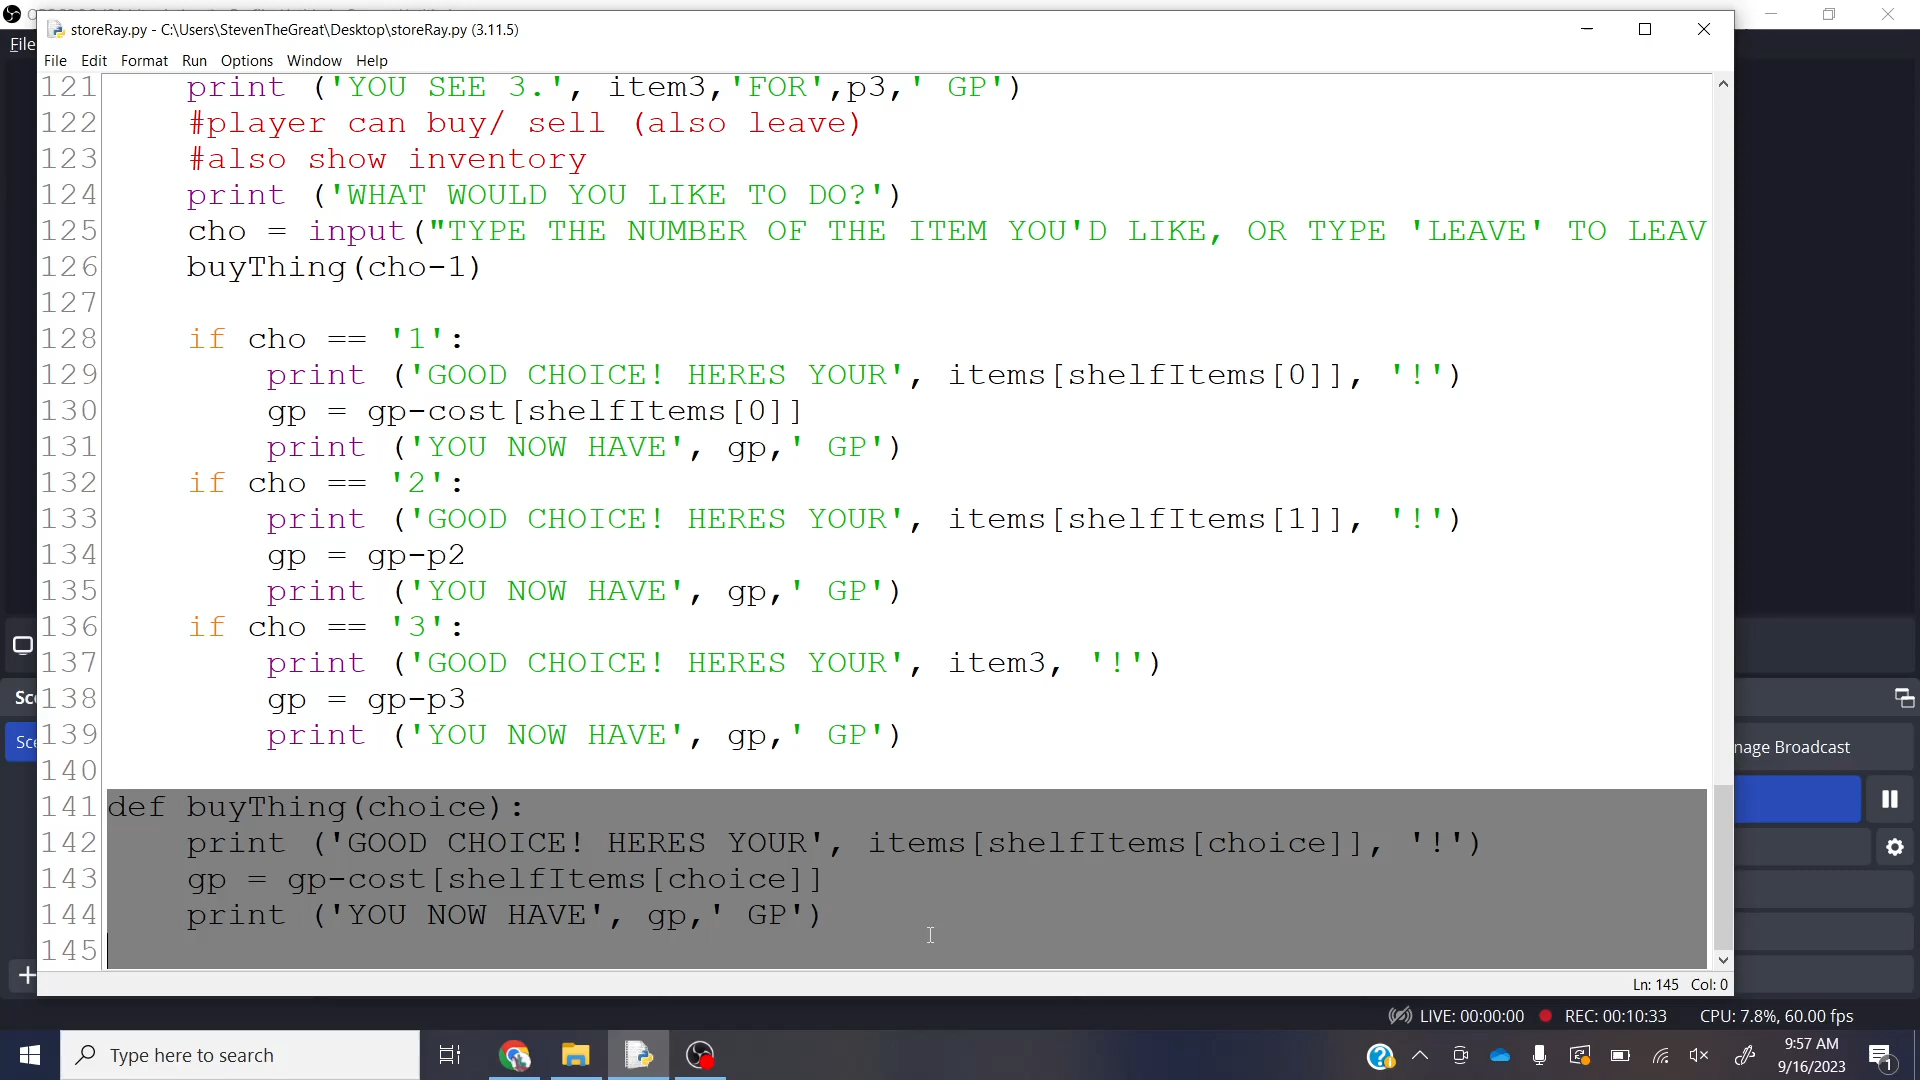 storeRay.py - C:\Users\StevenTheGreat\Desktop\storeRay.py (3.11.5)
File
File Edit Format Run Options Window Help
121 print ('YOU SEE 3.', item3,'FOR',p3,' GP')
122 #player can buy/ sell (also leave)
123 #also show inventory
124 print ('WHAT WOULD YOU LIKE TO DO?')
125 cho = input("TYPE THE NUMBER OF THE ITEM YOU'D LIKE, OR TYPE 'LEAVE' TO LEAV
126 buyThing(cho-1)
127
128 if cho == '1':
129 print ('GOOD CHOICE! HERES YOUR', items[shelfItems[0]], '!')
130 gp = gp-cost[shelfItems[0]]
131 print ('YOU NOW HAVE', gp,' GP')
132 if cho == '2':
133 print ('GOOD CHOICE! HERES YOUR', items[shelfItems[1]], '!')
134 gp = gp-p2
135 print ('YOU NOW HAVE', gp,' GP')
136 if cho == '3':
137 print ('GOOD CHOICE! HERES YOUR', item3, '!')
138 gp = gp-p3
139 print ('YOU NOW HAVE', gp,' GP')
140
141 def buyThing(choice):
142 print ('GOOD CHOICE! HERES YOUR', items[shelfItems[choice]], '!')
143 gp = gp-cost[shelfItems[choice]]
144 print ('YOU NOW HAVE', gp,' GP')
145
Sce
Sce
nage Broadcast
Ln: 145 Col: 0
LIVE: 00:00:00 REC: 00:10:33 CPU: 7.8%, 60.00 fps
Type here to search
9:57 AM
9/16/2023
1